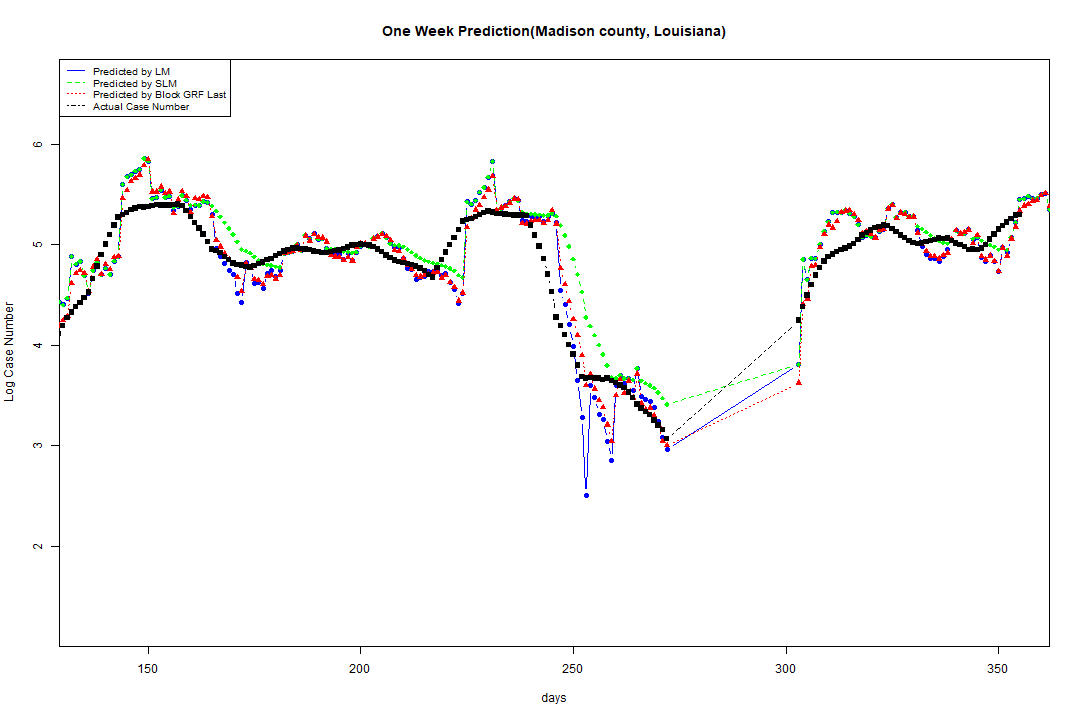 One Week Prediction(Madison county, Louisiana)
Predicted by LM
Predicted by SLM
Predicted by Block GRF Last
Actual Case Number
6
5
4
3
2
Log Case Number
150
200
250
300
350
days